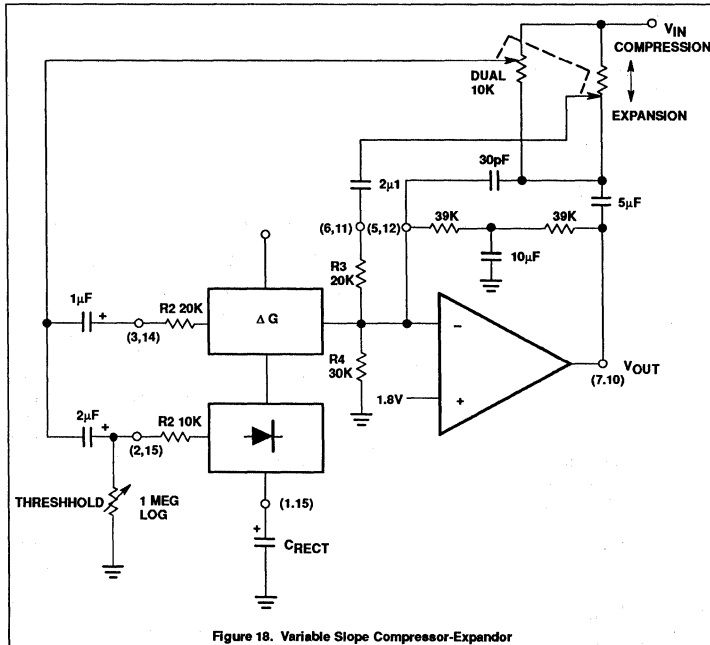 VIN
COMPRESSION
DUAL
10K
EXPANSION
30pF
2µ1
5µF
(6,11)
(5,12)
39K
39K
10µF
R3
20K
1µF
+
R2 20K
(3,14)
Δ G
−
R4
30K
VOUT
(7.10)
1.8V
+
2µF
+
R2 10K
(2,15)
THRESHHOLD
1 MEG
LOG
(1.15)
+
CRECT
Figure 18. Variable Slope Compressor-Expandor